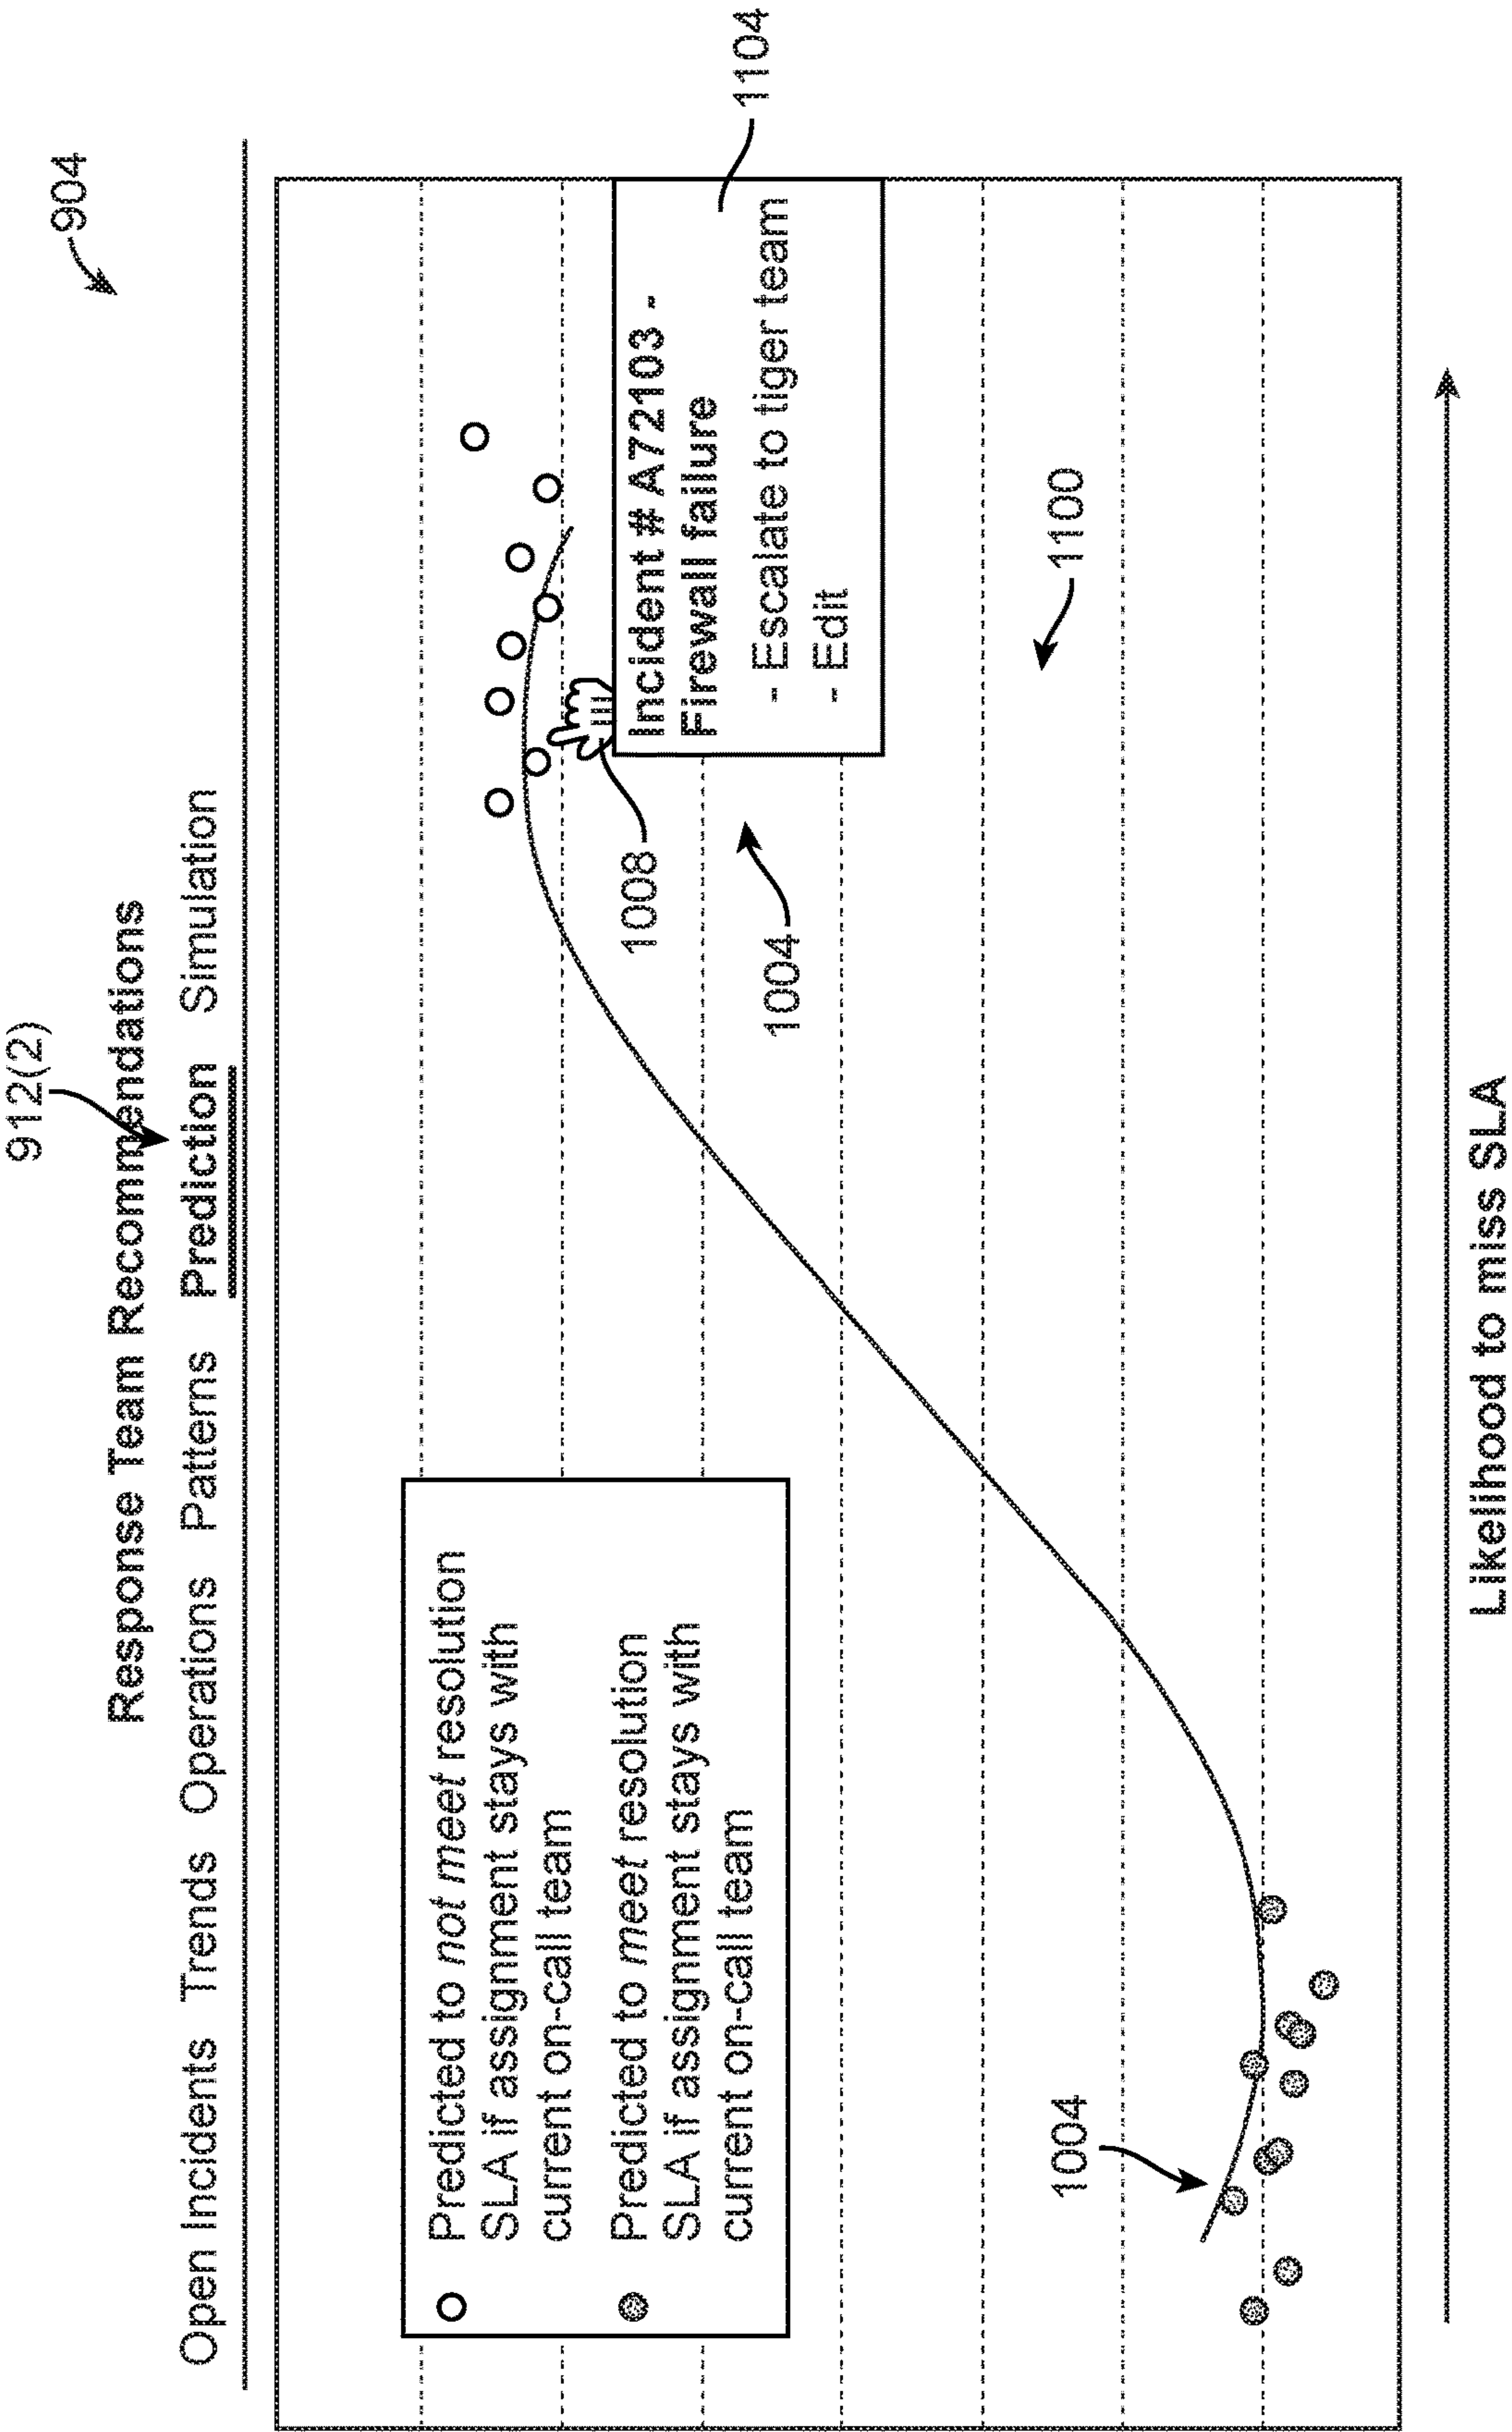 904
912(2)
Response Team Recommendations
Open Incidents Trends Operations Patterns Prediction Simulation
Predicted to not meet resolution
SLA if assignment stays with
current on-call team
Predicted to meet resolution
SLA if assignment stays with
current on-call team
1008
1004
Incident # A72103 -
Firewall failure
- Escalate to tiger team
- Edit
1104
1100
1004
Likelihood to miss SLA